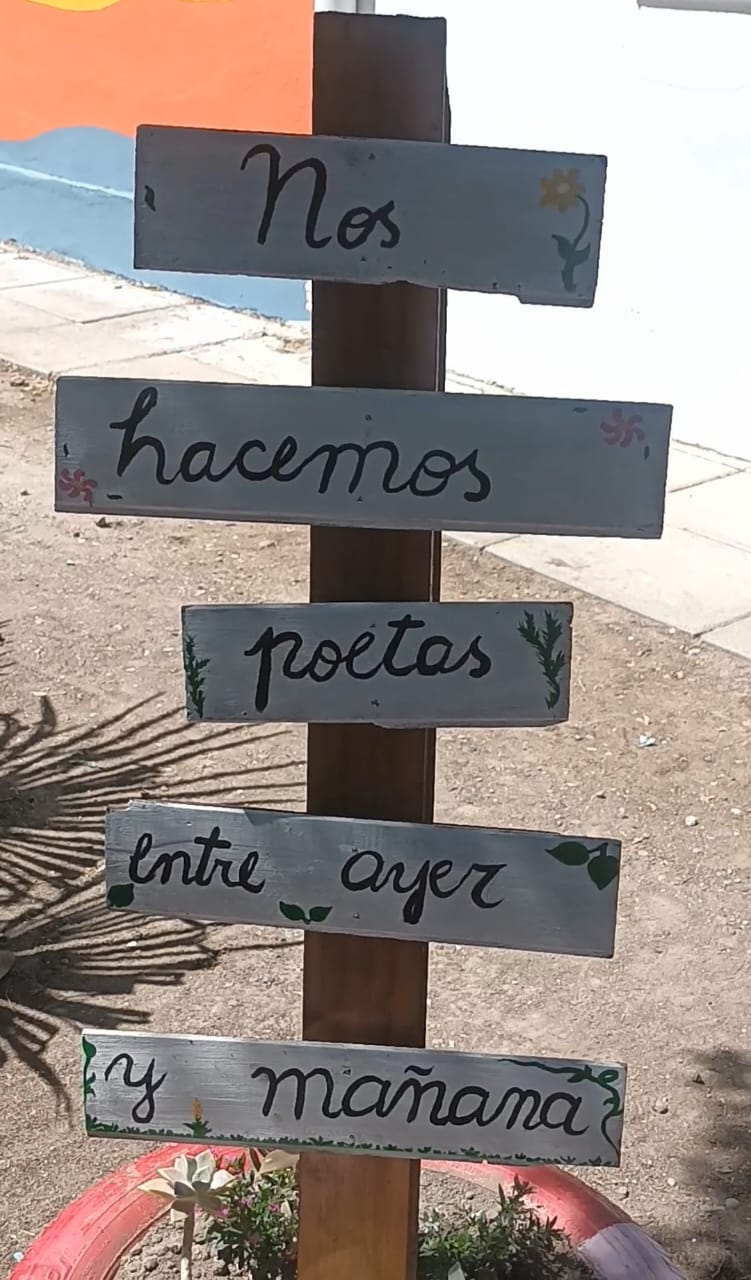 Nos
hacemos
poetas
entre ayer
y mañana